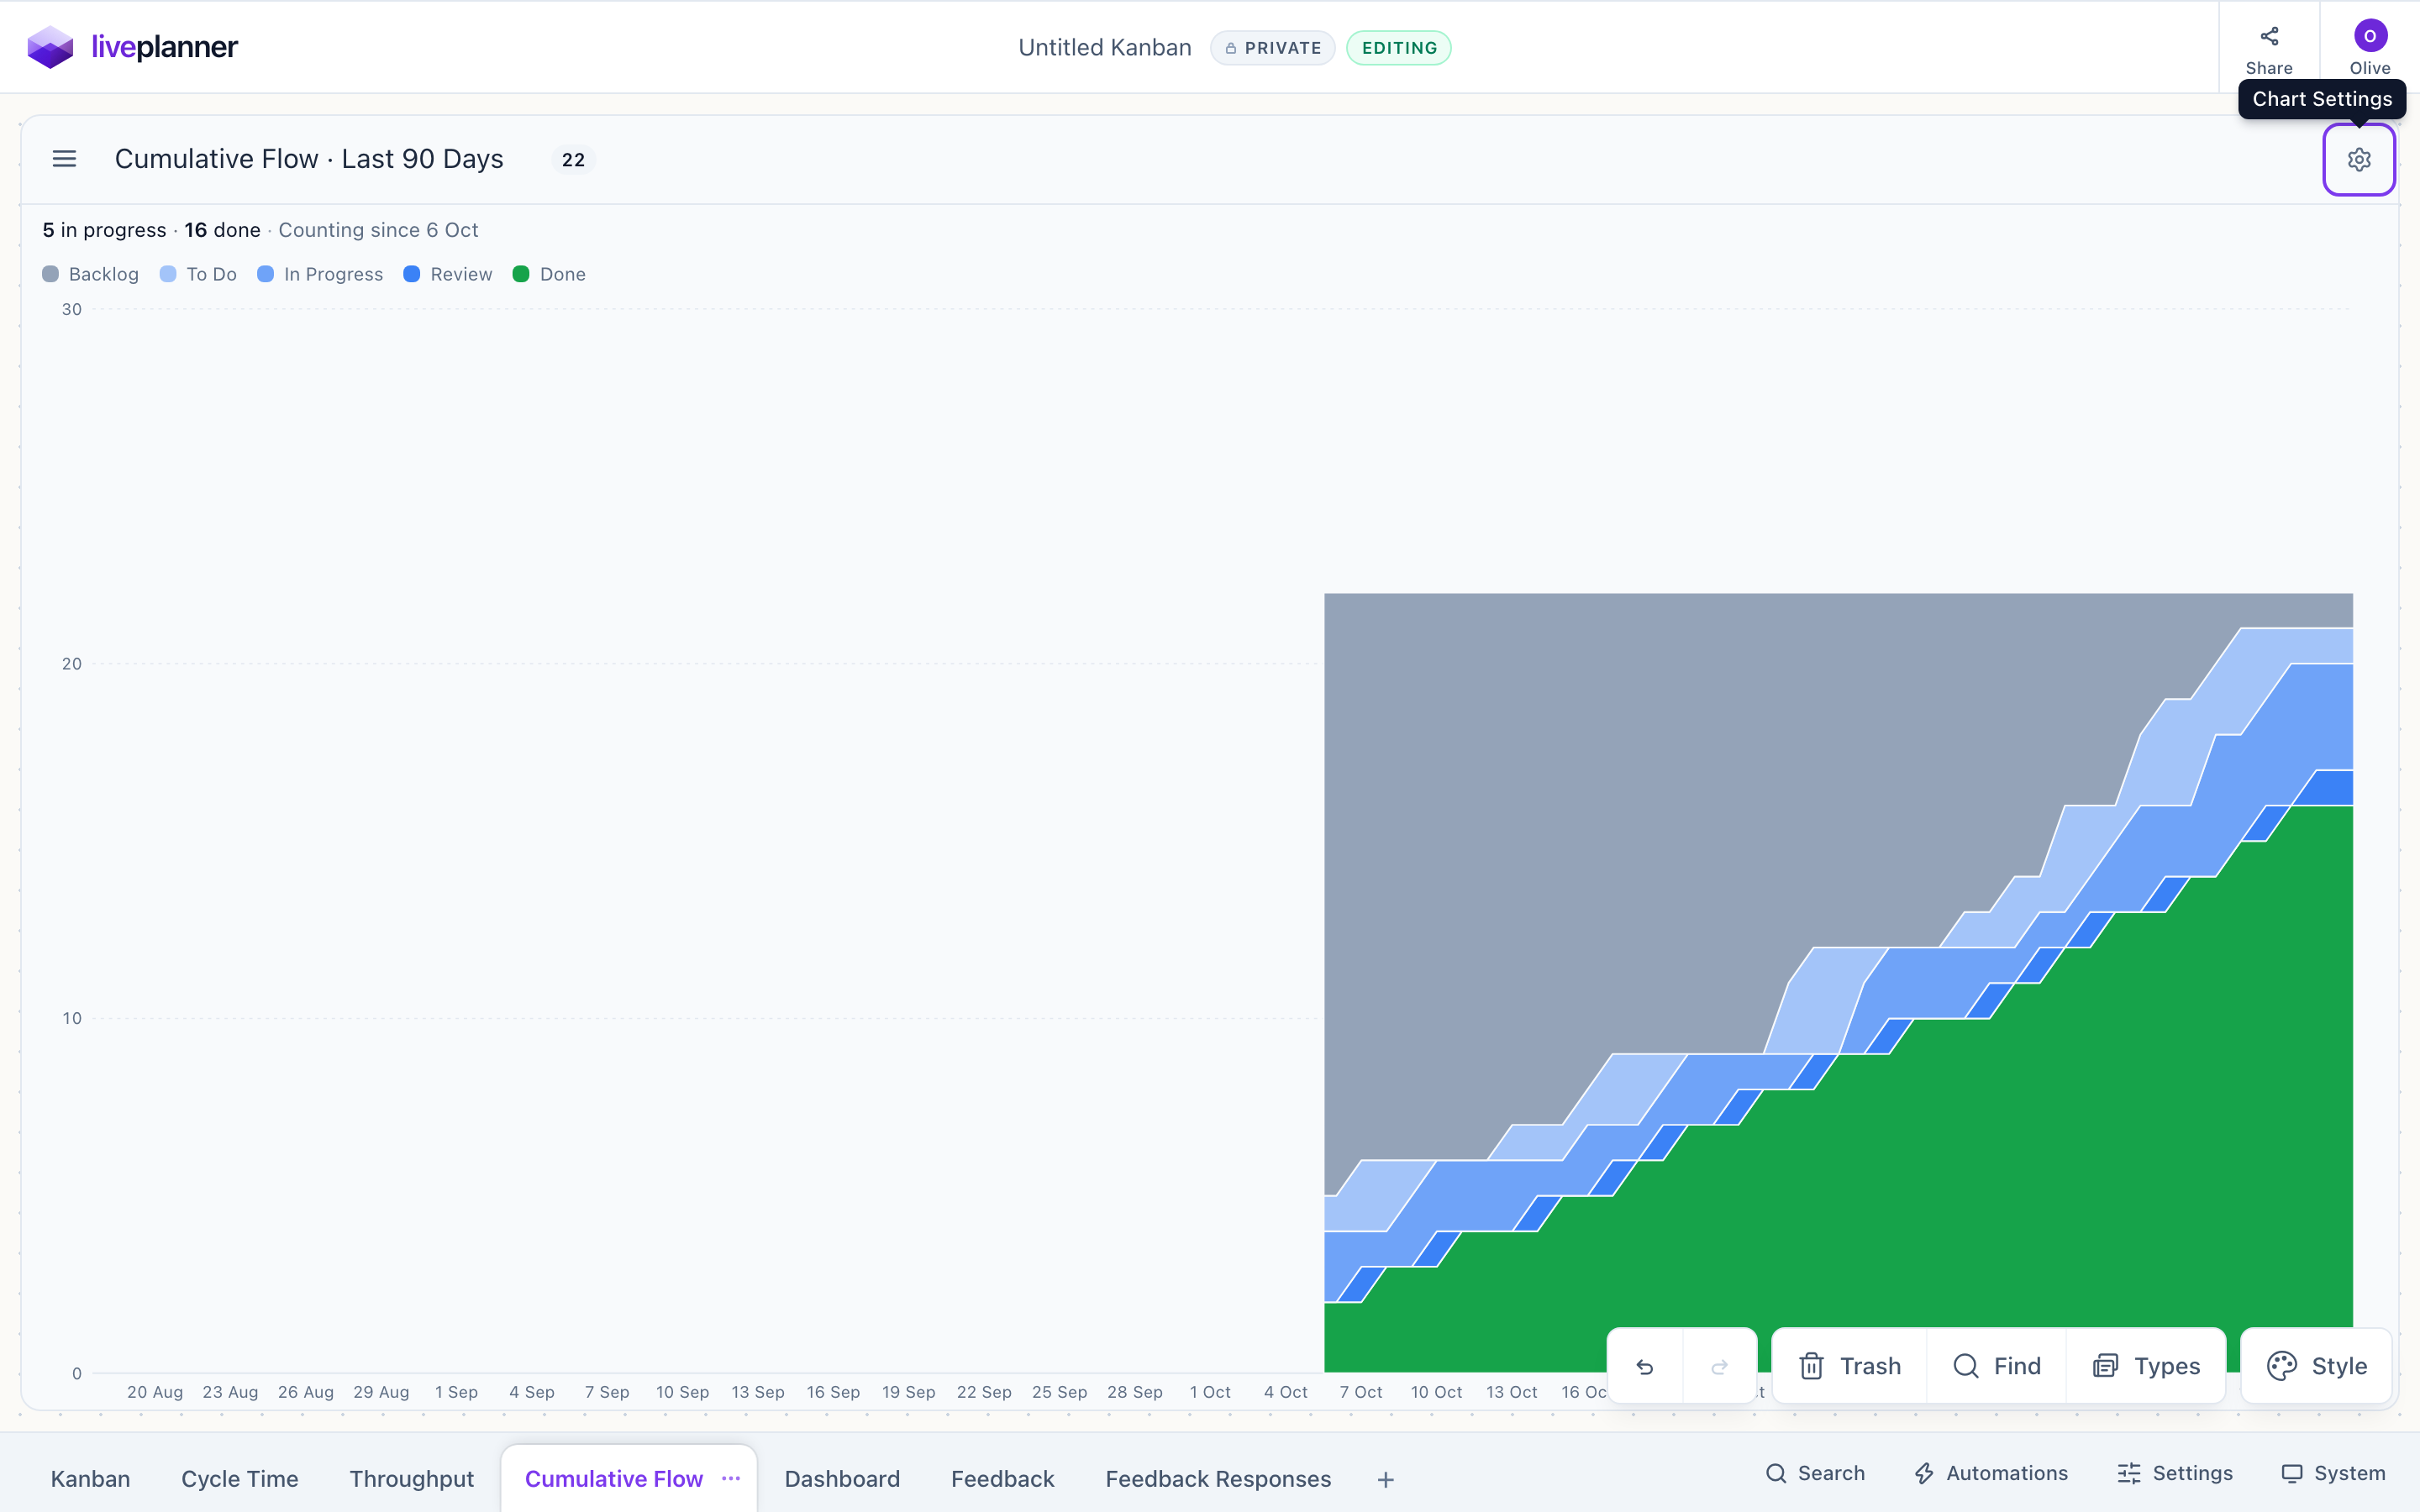 liveplanner
Untitled Kanban PRIVATE EDITING
Share
O
Olive
Chart Settings
Cumulative Flow · Last 90 Days 22
5 in progress · 16 done · Counting since 6 Oct
Backlog To Do In Progress Review Done
30
20
10
0
20 Aug 23 Aug 26 Aug 29 Aug 1 Sep 4 Sep 7 Sep 10 Sep 13 Sep 16 Sep 19 Sep 22 Sep 25 Sep 28 Sep 1 Oct 4 Oct 7 Oct 10 Oct 13 Oct 16 Oc
Trash Find Types Style
Kanban Cycle Time Throughput Cumulative Flow ··· Dashboard Feedback Feedback Responses +
Search Automations Settings System